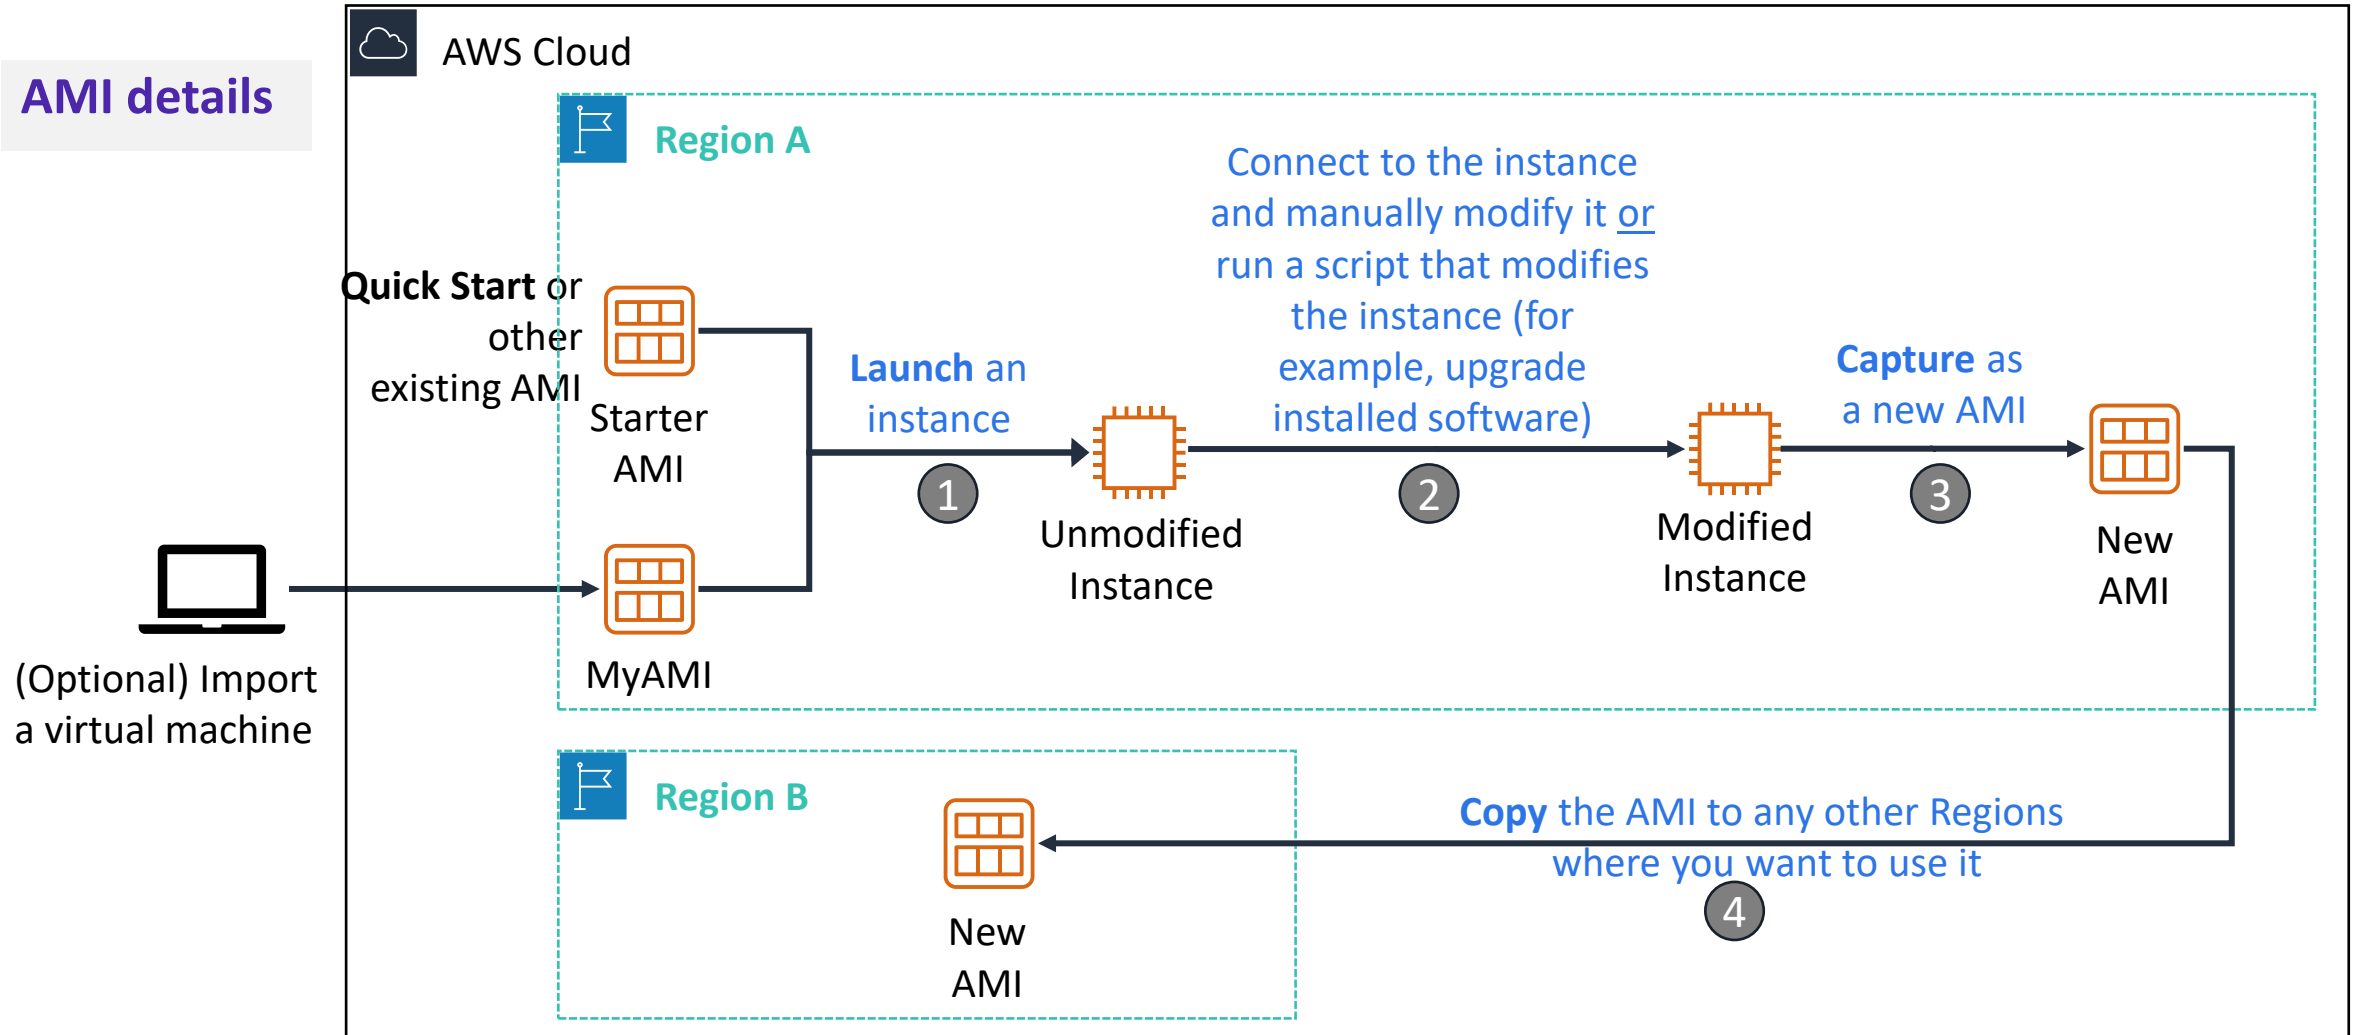 AWS Cloud
AMI details
Region A
Connect to the instance
and manually modify it or
run a script that modifies
the instance (for
example, upgrade
installed software)
Quick Start or
other
existing AMI
Starter
AMI
Launch an
instance
1
Unmodified
Instance
2
Modified
Instance
Capture as
a new AMI
3
New
AMI
(Optional) Import
a virtual machine
MyAMI
Region B
New
AMI
Copy the AMI to any other Regions
where you want to use it
4